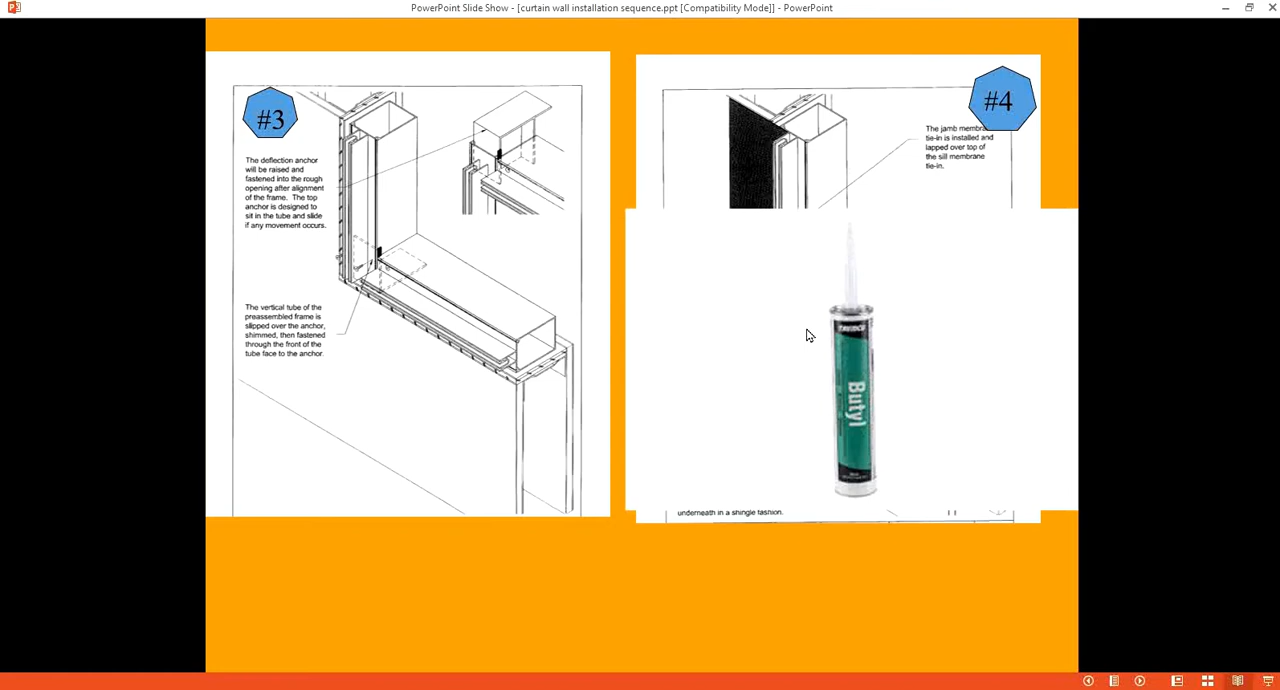 PowerPoint Slide Show - [curtain wall installation sequence.ppt [Compatibility Mode]] - PowerPoint
#3
The deflection anchor
will be raised and
fastened into the rough
opening after alignment
of the frame. The top
anchor is designed to
sit in the tube and slide
if any movement occurs.
The vertical tube of the
preassembled frame is
slipped over the anchor,
shimmed, then fastened
through the front of the
tube face to the anchor.
#4
The jamb membra
tie-in is installed and
lapped over top of
the sill membrane
tie-in.
TREMCO
Butyl
underneath in a shingle fashion.